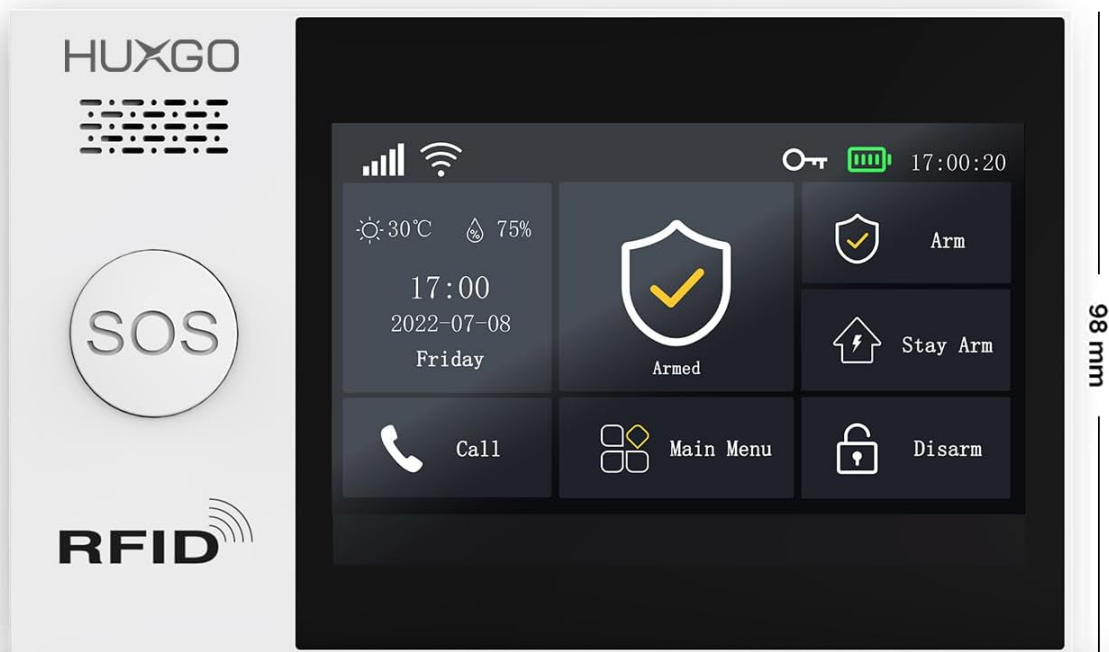 HUXGO
SOS
RFID
17:00:20
30℃ 75%
17:00
2022-07-08
Friday
Armed
Arm
Stay Arm
Call
Main Menu
Disarm
98 mm